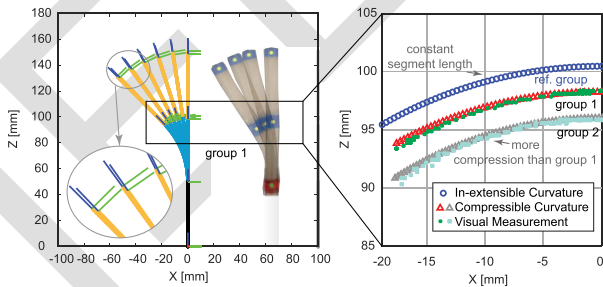 180
160
140
120
100
80
60
40
20
0
Z [mm]
-100 -80 -60 -40 -20 0 20 40 60 80 100
X [mm]
group 1
105
100
95
90
85
Z [mm]
constant
segment length
ref. group
group 1
group 2
more
compression than group 1
In-extensible Curvature
Compressible Curvature
Visual Measurement
-20 -15 -10 -5 0
X [mm]